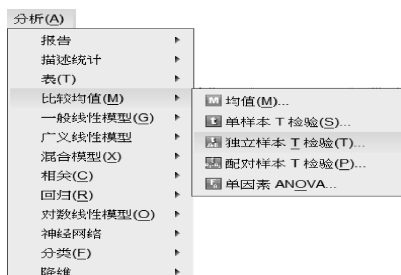 分析(A)
报告
描述统计
表(T)
比较均值(M)
一般线性模型(G)
广义线性模型
混合模型(X)
相关(C)
回归(R)
对数线性模型(O)
神经网络
分类(F)
降维
均值(M)...
单样本 T 检验(S)...
独立样本 T 检验(T)...
配对样本 T 检验(P)...
单因素 ANOVA...